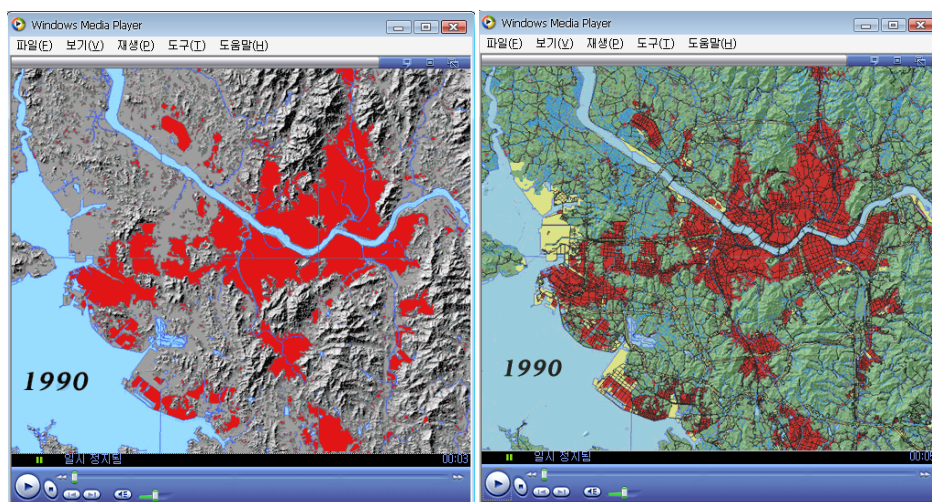 Windows Media Player
파일(F) 보기(V) 재생(P) 도구(T) 도움말(H)
1990
일시 정지됨 00:03
Windows Media Player
파일(F) 보기(V) 재생(P) 도구(T) 도움말(H)
1990
일시 정지됨 00:05